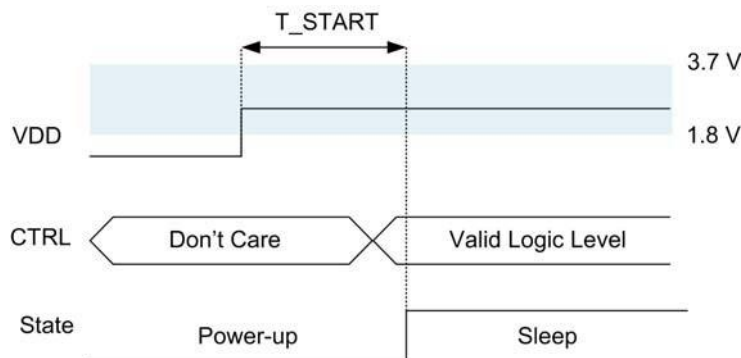 T_START
3.7 V
VDD
1.8 V
CTRL
Don't Care
Valid Logic Level
State
Power-up
Sleep